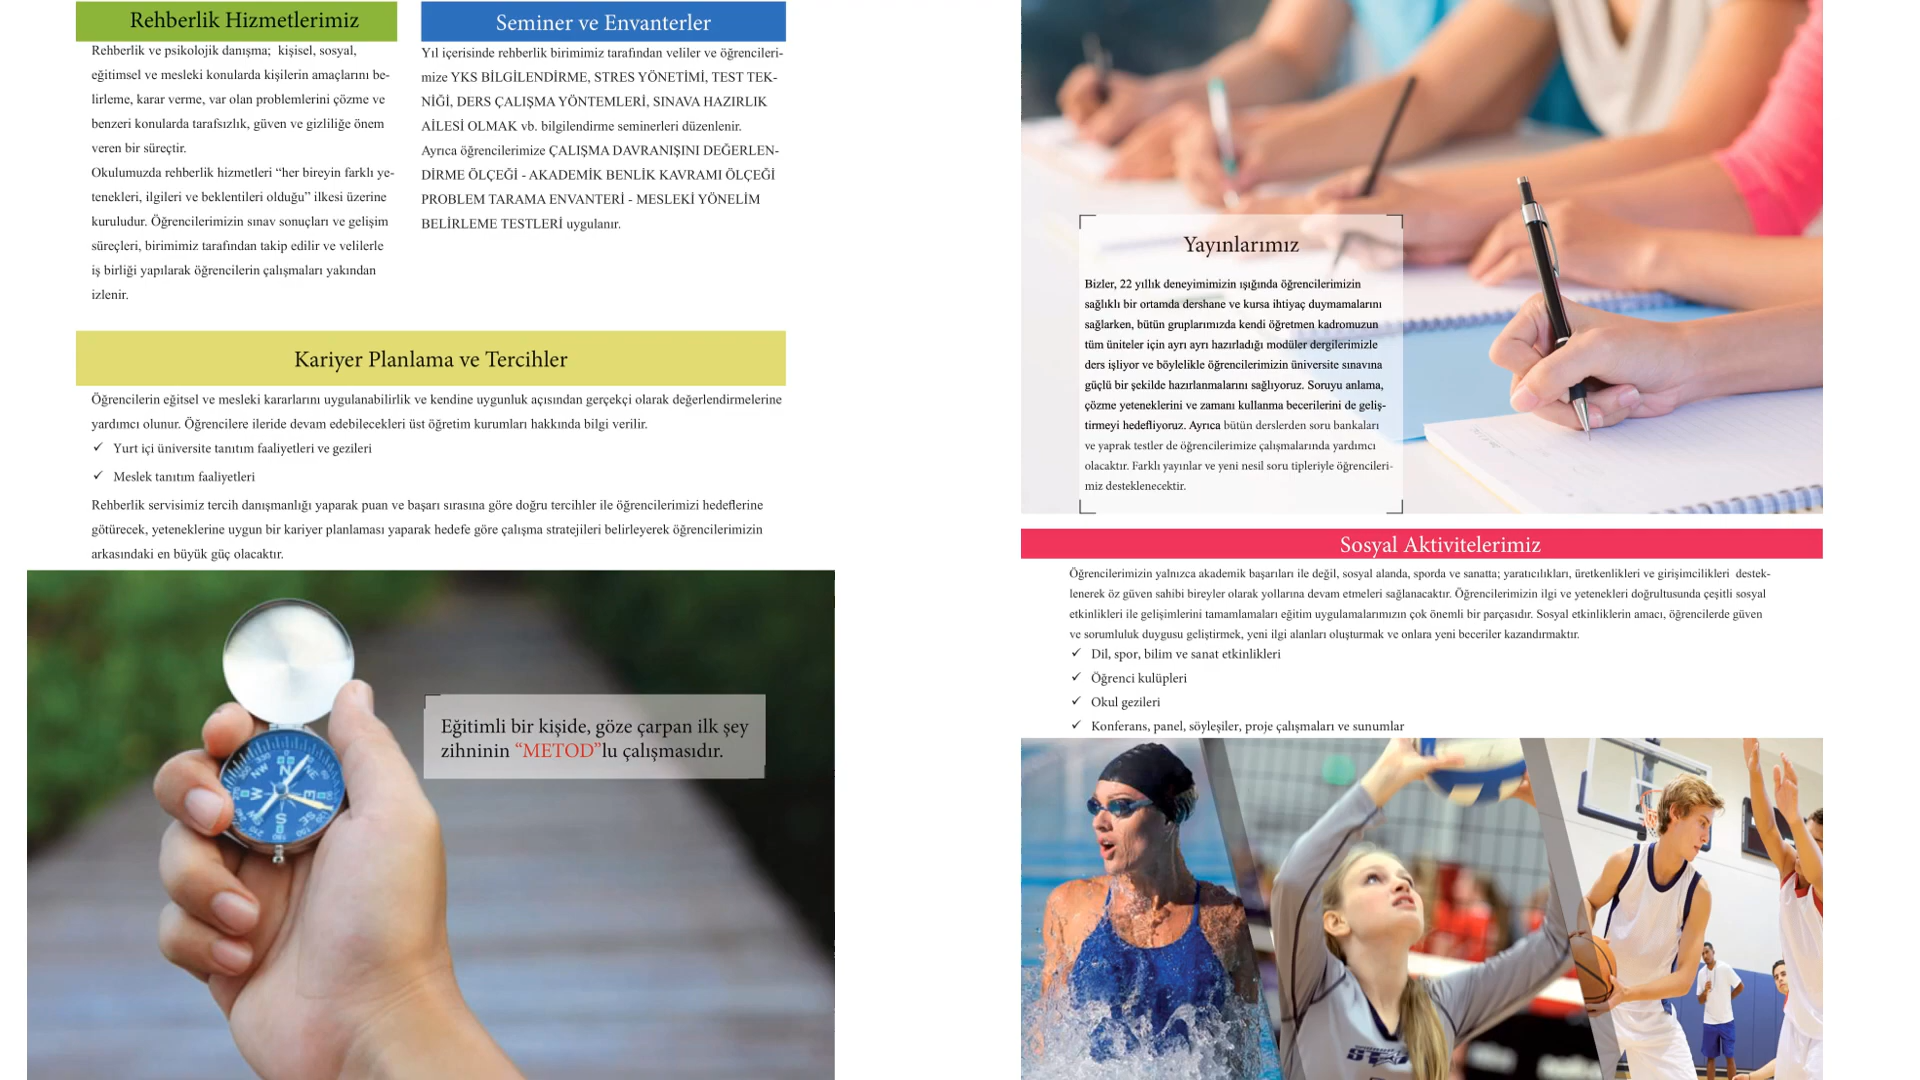 Rehberlik Hizmetlerimiz
Rehberlik ve psikolojik danışma; kişisel, sosyal,
eğitimsel ve mesleki konularda kişilerin amaçlarını be-
lirleme, karar verme, var olan problemlerini çözme ve
benzeri konularda tarafsızlık, güven ve gizliliğe önem
veren bir süreçtir.
Okulumuzda rehberlik hizmetleri “her bireyin farklı ye-
tenekleri, ilgileri ve beklentileri olduğu” ilkesi üzerine
kuruludur. Öğrencilerimizin sınav sonuçları ve gelişim
süreçleri, birimimiz tarafından takip edilir ve velilerle
iş birliği yapılarak öğrencilerin çalışmaları yakından
izlenir.
Seminer ve Envanterler
Yıl içerisinde rehberlik birimimiz tarafından veliler ve öğrencileri-
mize YKS BİLGİLENDİRME, STRES YÖNETİMİ, TEST TEK-
NİĞİ, DERS ÇALIŞMA YÖNTEMLERİ, SINAVA HAZIRLIK
AİLESİ OLMAK vb. bilgilendirme seminerleri düzenlenir.
Ayrıca öğrencilerimize ÇALIŞMA DAVRANIŞINI DEĞERLEN-
DİRME ÖLÇEĞİ - AKADEMİK BENLİK KAVRAMI ÖLÇEĞİ
PROBLEM TARAMA ENVANTERİ - MESLEKİ YÖNELİM
BELİRLEME TESTLERİ uygulanır.
Kariyer Planlama ve Tercihler
Öğrencilerin eğitsel ve mesleki kararlarını uygulanabilirlik ve kendine uygunluk açısından gerçekçi olarak değerlendirmelerine
yardımcı olunur. Öğrencilere ileride devam edebilecekleri üst öğretim kurumları hakkında bilgi verilir.
✓ Yurt içi üniversite tanıtım faaliyetleri ve gezileri
✓ Meslek tanıtım faaliyetleri
Rehberlik servisimiz tercih danışmanlığı yaparak puan ve başarı sırasına göre doğru tercihler ile öğrencilerimizi hedeflerine
götürecek, yeteneklerine uygun bir kariyer planlaması yaparak hedefe göre çalışma stratejileri belirleyerek öğrencilerimizin
arkasındaki en büyük güç olacaktır.
Eğitimli bir kişide, göze çarpan ilk şey
zihninin “METOD”lu çalışmasıdır.
Yayınlarımız
Bizler, 22 yıllık deneyimimizin ışığında öğrencilerimizin
sağlıklı bir ortamda dershane ve kursa ihtiyaç duymamalarını
sağlarken, bütün gruplarımızda kendi öğretmen kadromuzun
tüm üniteler için ayrı ayrı hazırladığı modüler dergilerimizle
ders işliyor ve böylelikle öğrencilerimizin üniversite sınavına
güçlü bir şekilde hazırlanmalarını sağlıyoruz. Soruyu anlama,
çözme yeteneklerini ve zamanı kullanma becerilerini de geliş-
tirmeyi hedefliyoruz. Ayrıca bütün derslerden soru bankaları
ve yaprak testler de öğrencilerimize çalışmalarında yardımcı
olacaktır. Farklı yayınlar ve yeni nesil soru tipleriyle öğrencileri-
miz desteklenecektir.
Sosyal Aktivitelerimiz
Öğrencilerimizin yalnızca akademik başarıları ile değil, sosyal alanda, sporda ve sanatta; yaratıcılıkları, üretkenlikleri ve girişimcilikleri destek-
lenerek öz güven sahibi bireyler olarak yollarına devam etmeleri sağlanacaktır. Öğrencilerimizin ilgi ve yetenekleri doğrultusunda çeşitli sosyal
etkinlikleri ile gelişimlerini tamamlamaları eğitim uygulamalarımızın çok önemli bir parçasıdır. Sosyal etkinliklerin amacı, öğrencilerde güven
ve sorumluluk duygusu geliştirmek, yeni ilgi alanları oluşturmak ve onlara yeni beceriler kazandırmaktır.
✓ Dil, spor, bilim ve sanat etkinlikleri
✓ Öğrenci kulüpleri
✓ Okul gezileri
✓ Konferans, panel, söyleşiler, proje çalışmaları ve sunumlar